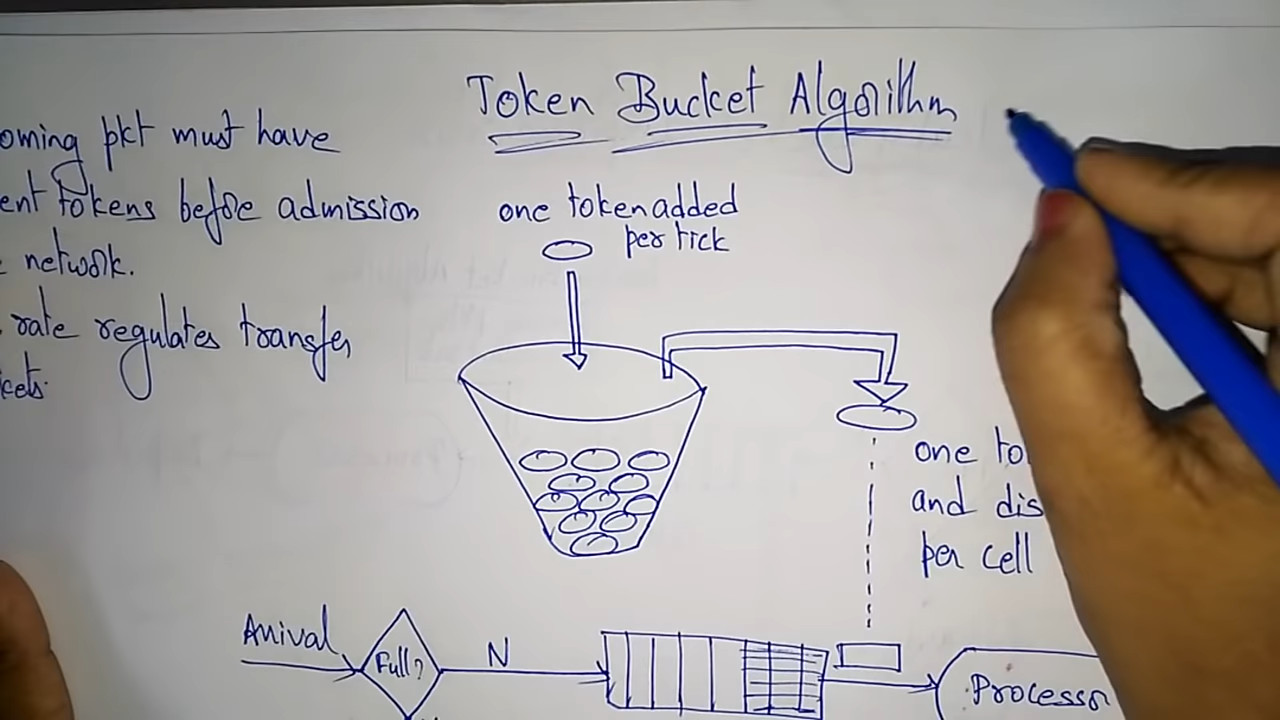 Token Bucket Algorithm
oming pkt must have
ent tokens before admission
network.
rate regulates transfer
kets.
one token added
per tick
one to
and dis
per cell
Arrival
Full?
N
Processor